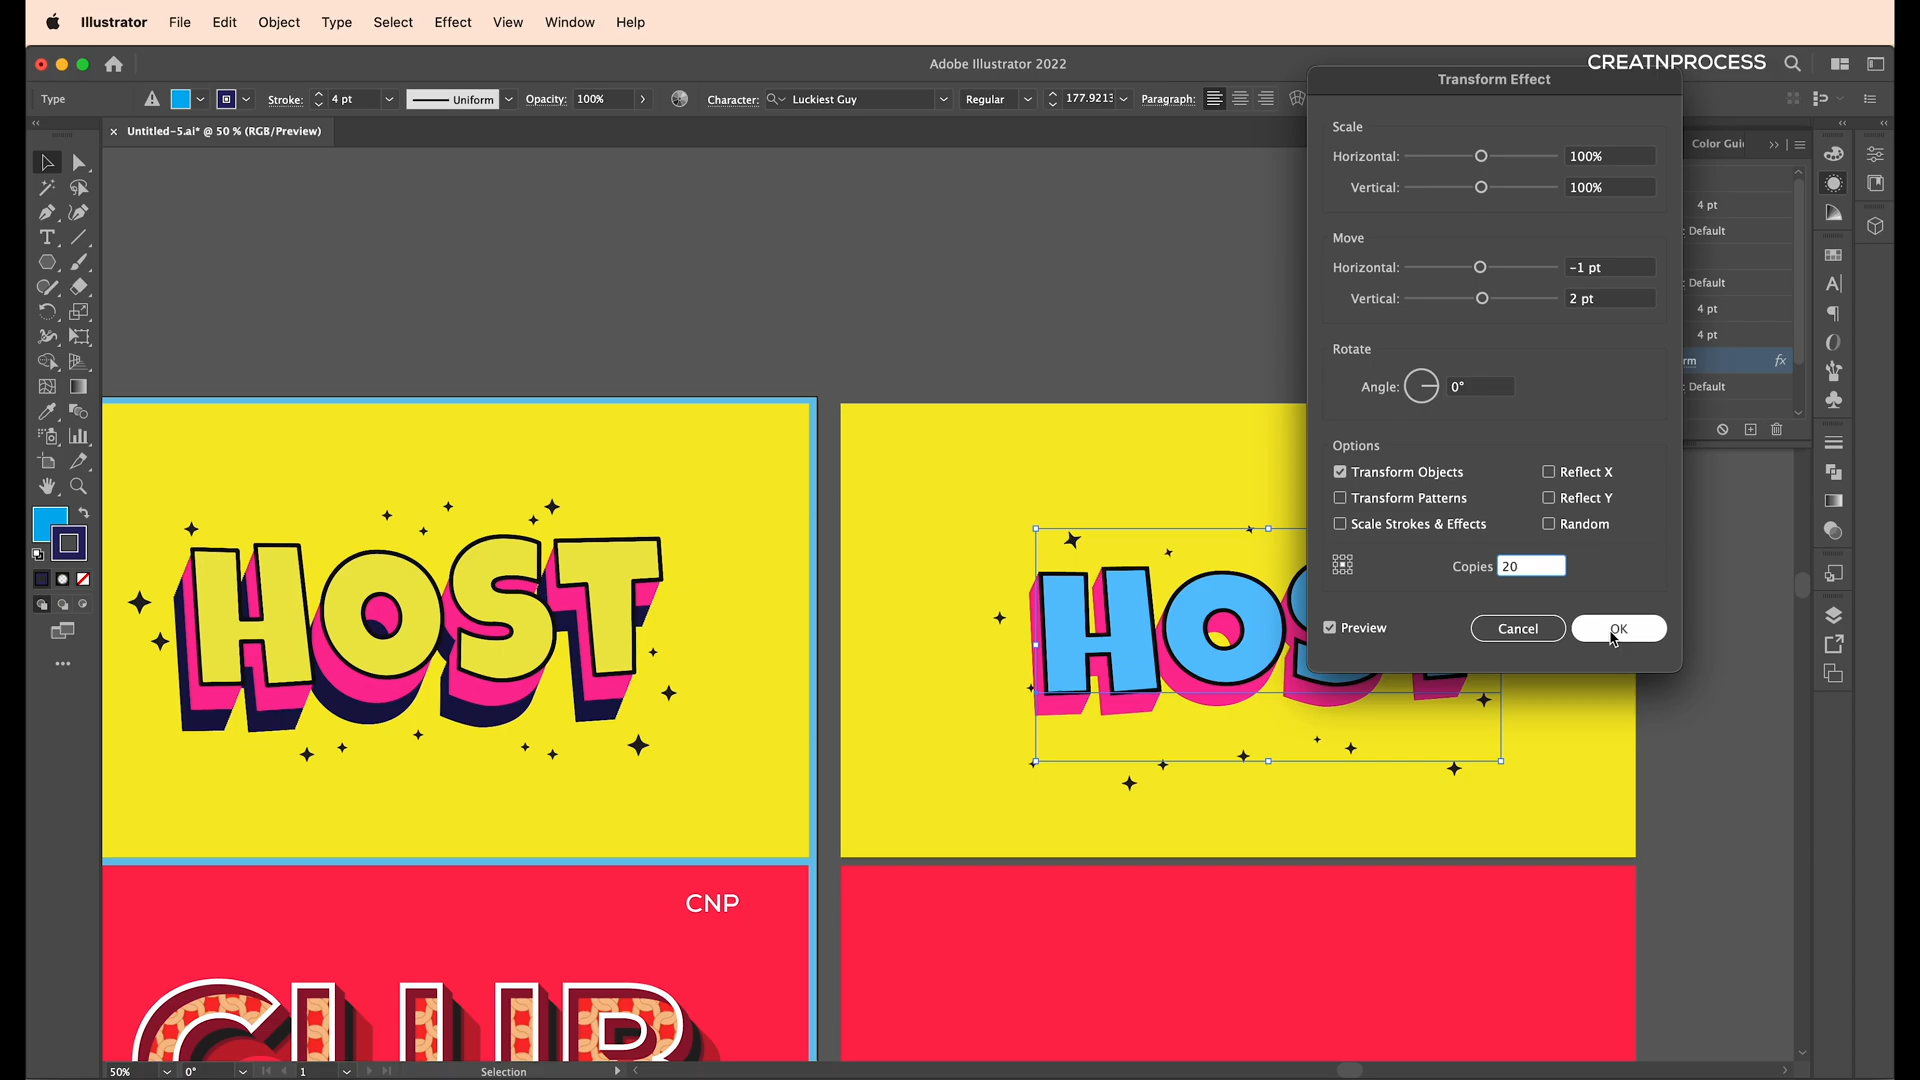 Illustrator File Edit Object Type Select Effect View Window Help
Adobe Illustrator 2022
CREATNPROCESS
Type Stroke: 4 pt Uniform Opacity: 100% Character: Luckiest Guy Regular 177.9213 Paragraph:
Untitled-5.ai* @ 50 % (RGB/Preview)
Transform Effect
Scale
Horizontal: 100%
Vertical: 100%
Move
Horizontal: -1 pt
Vertical: 2 pt
Rotate
Angle: 0°
Options
Transform Objects Reflect X
Transform Patterns Reflect Y
Scale Strokes & Effects Random
Copies 20
Preview Cancel OK
Color Gui
4 pt
: Default
: Default
4 pt
4 pt
rm fx
: Default
HOST
HOS
CNP
CLUB
50% 0° 1 Selection